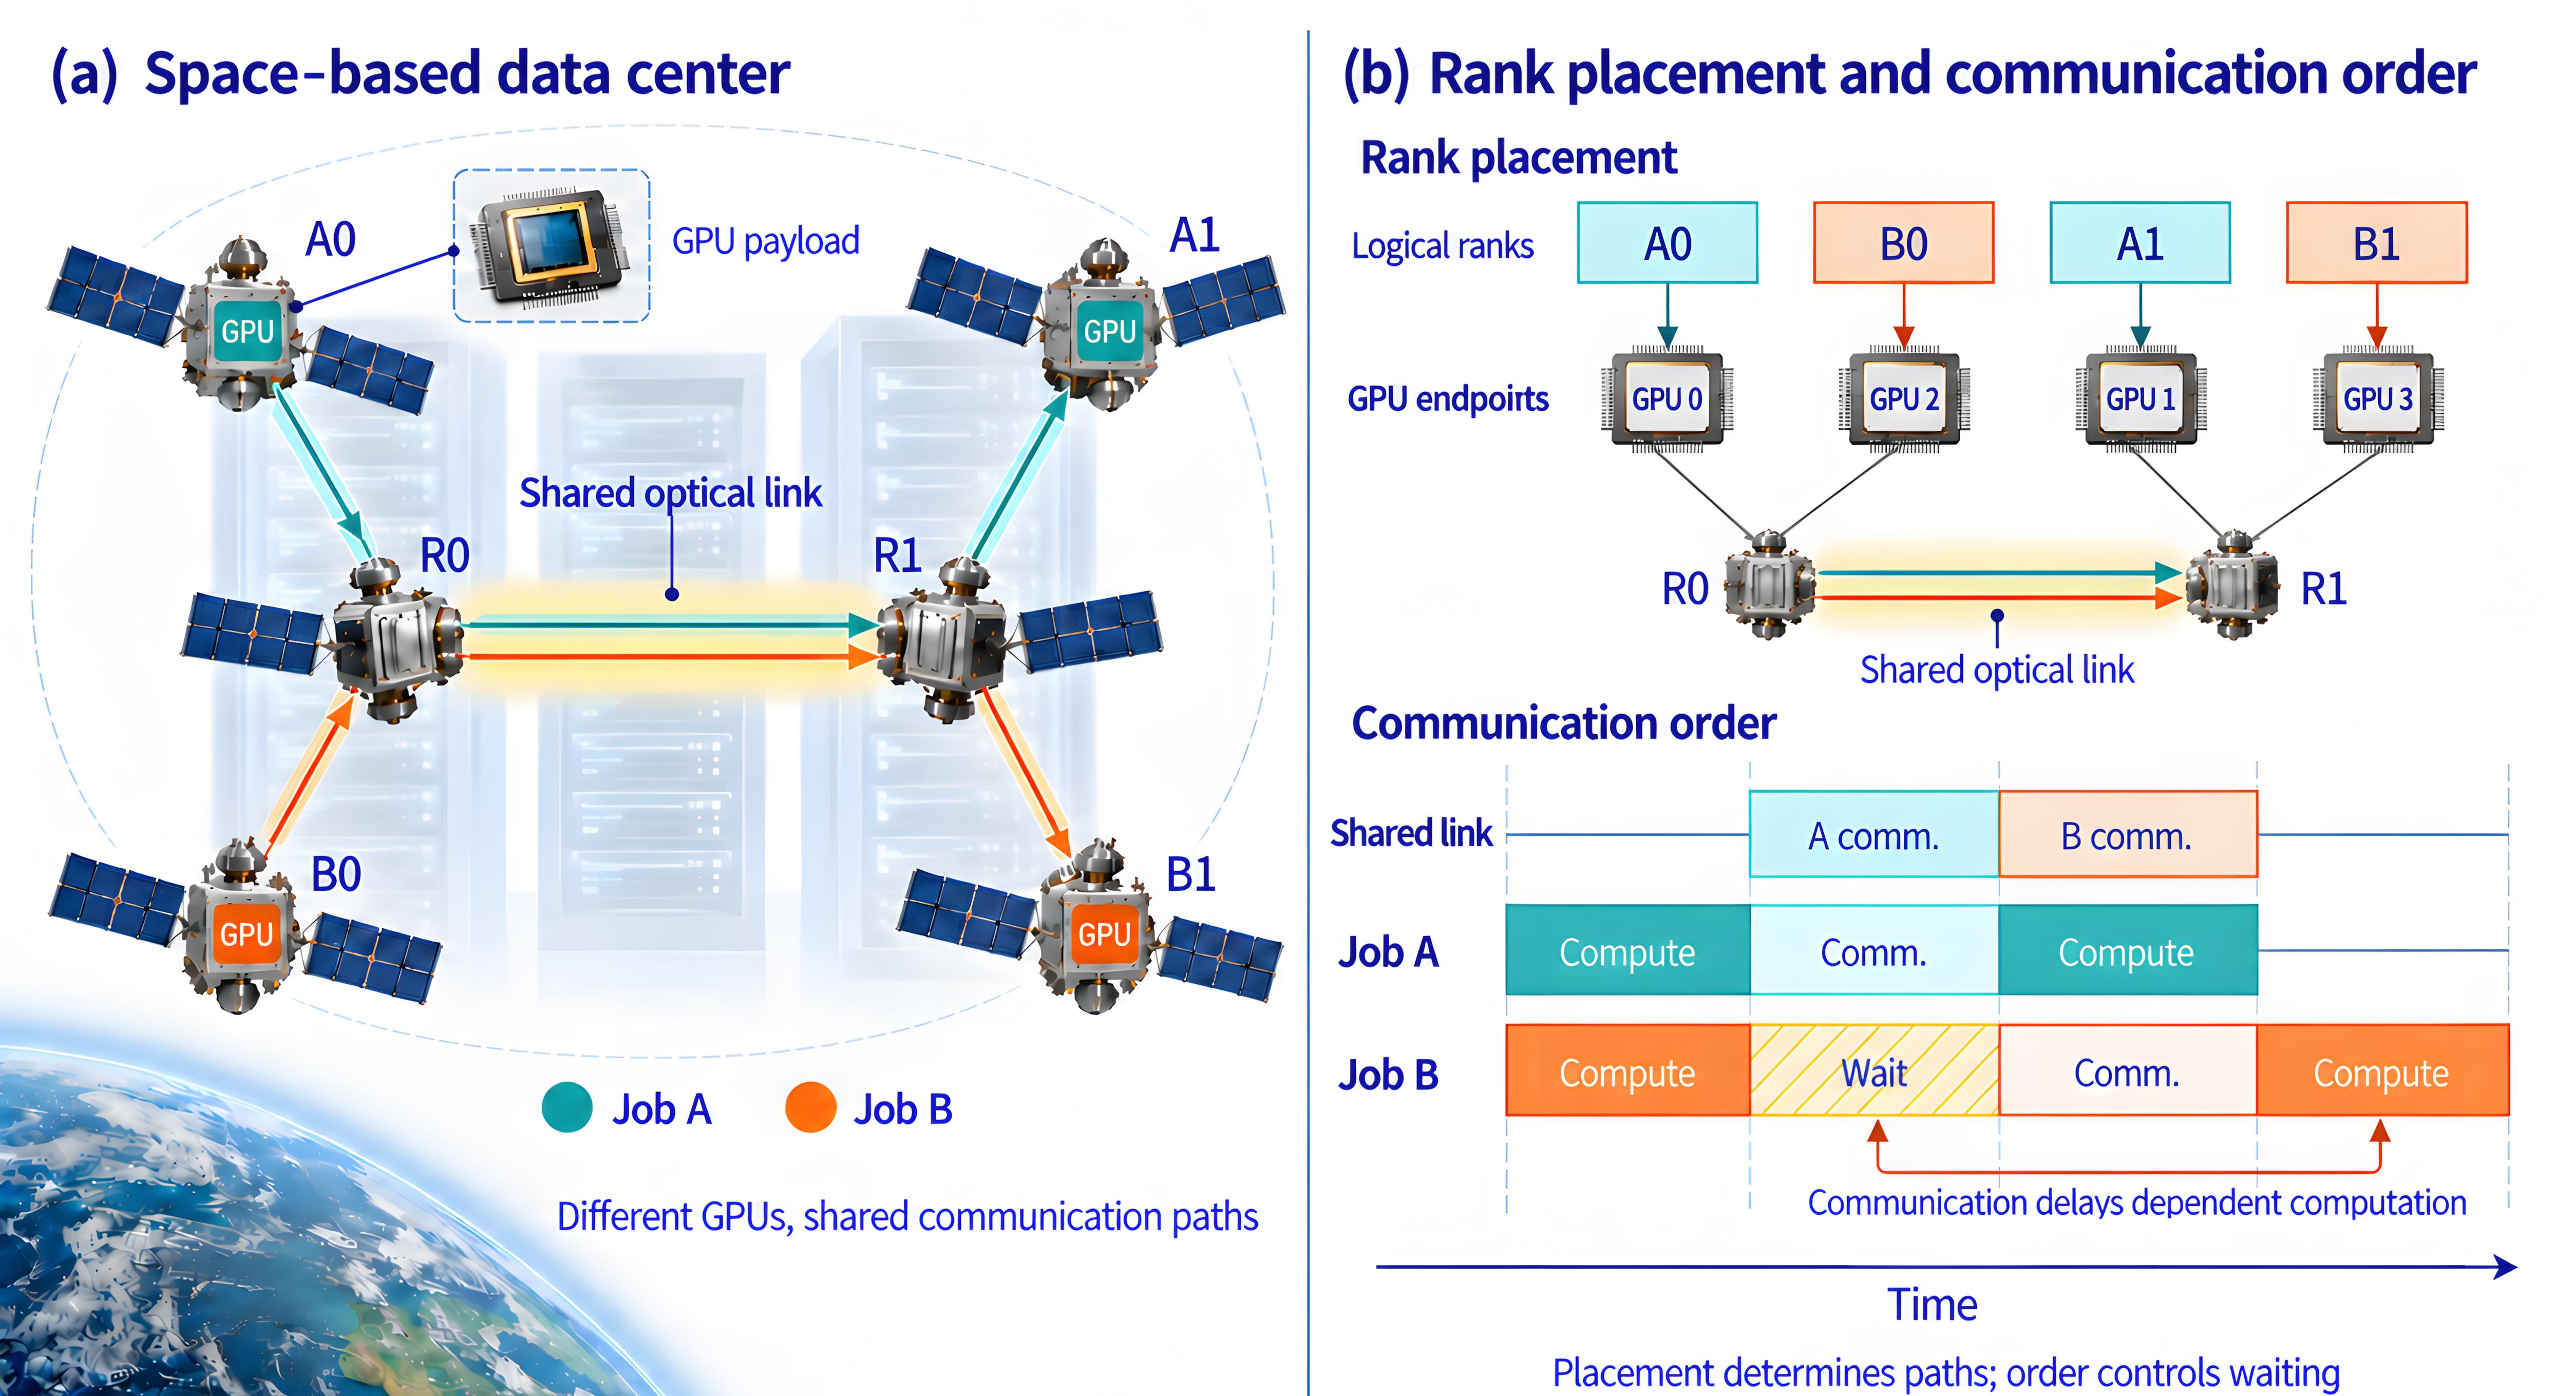 (a) Space-based data center
A0
GPU payload
A1
GPU
GPU
Shared optical link
R0
R1
B0
B1
GPU
GPU
Job A
Job B
Different GPUs, shared communication paths
(b) Rank placement and communication order
Rank placement
Logical ranks
A0
B0
A1
B1
GPU endpoirts
GPU 0
GPU 2
GPU 1
GPU 3
R0
R1
Shared optical link
Communication order
Shared link
A comm.
B comm.
Job A
Compute
Comm.
Compute
Job B
Compute
Wait
Comm.
Compute
Communication delays dependent computation
Time
Placement determines paths; order controls waiting